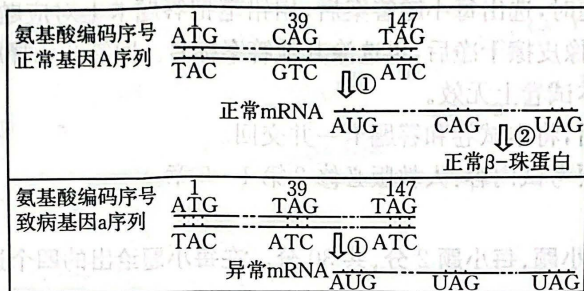 氨基酸编码序号 1 39 147
正常基因A序列 ATG CAG TAG
TAC GTC ATC
①
正常mRNA AUG CAG UAG
②
正常β-珠蛋白
氨基酸编码序号 1 39 147
致病基因a序列 ATG TAG TAG
TAC ATC ATC
①
异常mRNA AUG UAG UAG